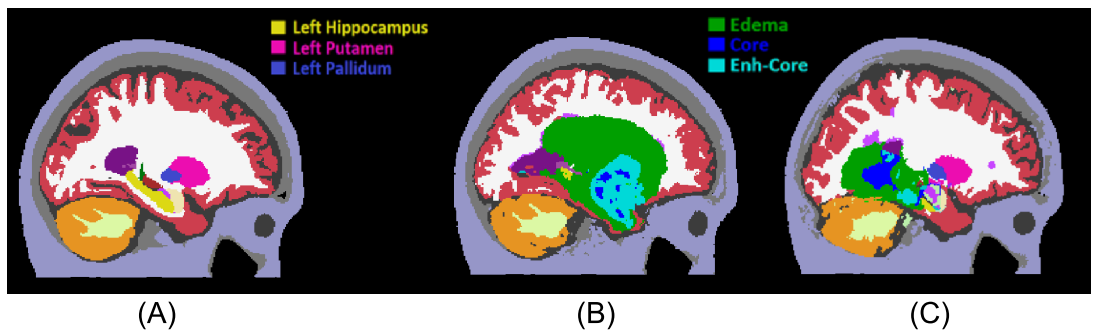 Left Hippocampus
Left Putamen
Left Pallidum
Edema
Core
Enh-Core
(A)
(B)
(C)